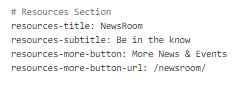 # Resources Section
resources-title: NewsRoom
resources-subtitle: Be in the know
resources-more-button: More News & Events
resources-more-button-url: /newsroom/